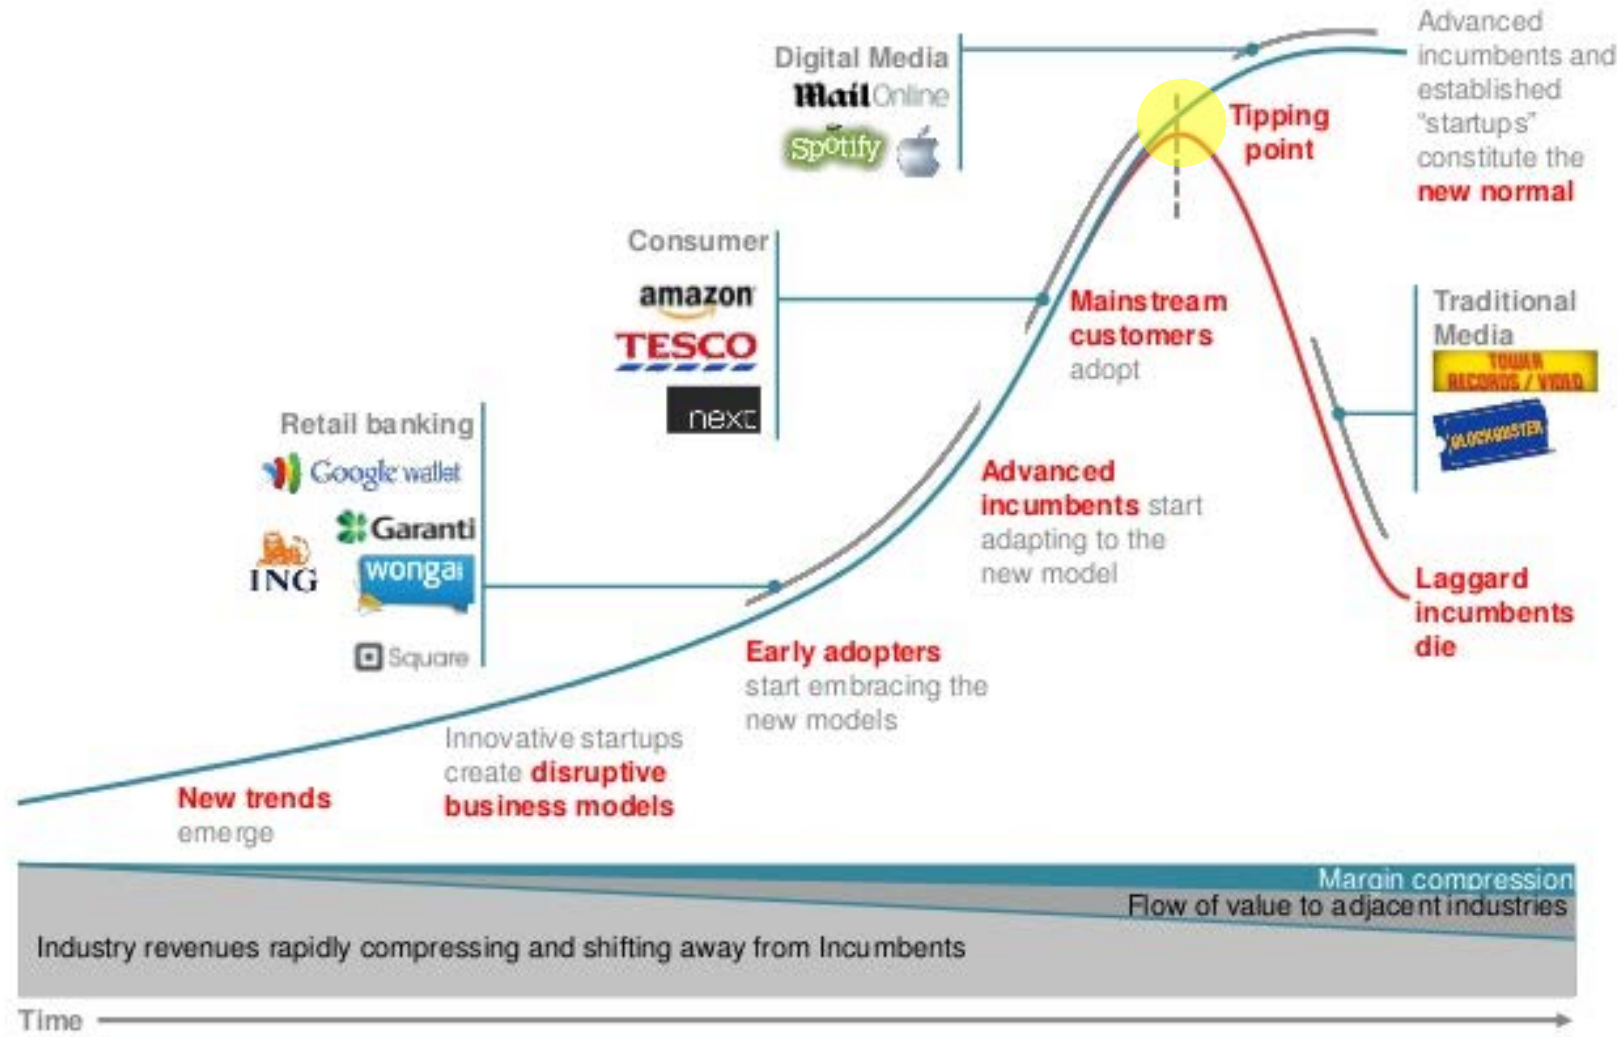 Digital Media
Mail Online
Spotify
Advanced
incumbents and
established
"startups"
constitute the
new normal
Tipping
point
Consumer
amazon
TESCO
next
Mainstream
customers
adopt
Traditional
Media
TOWER
RECORDS / VIDEO
BLOCKBUSTER
Retail banking
Google wallet
Garanti
ING
wonga
Square
Advanced
incumbents start
adapting to the
new model
Laggard
incumbents
die
Early adopters
start embracing the
new models
Innovative startups
create disruptive
business models
New trends
emerge
Margin compression
Flow of value to adjacent industries
Industry revenues rapidly compressing and shifting away from Incumbents
Time